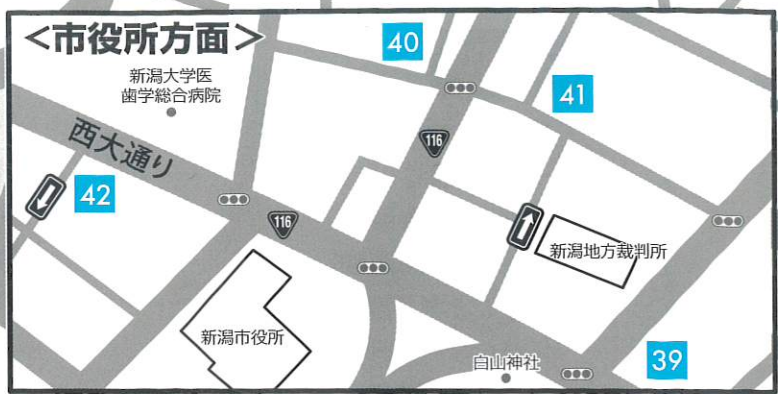 <市役所方面>
新潟大学医
歯学総合病院
40
41
116
西大通り
42
116
新潟地方裁判所
新潟市役所
白山神社
39